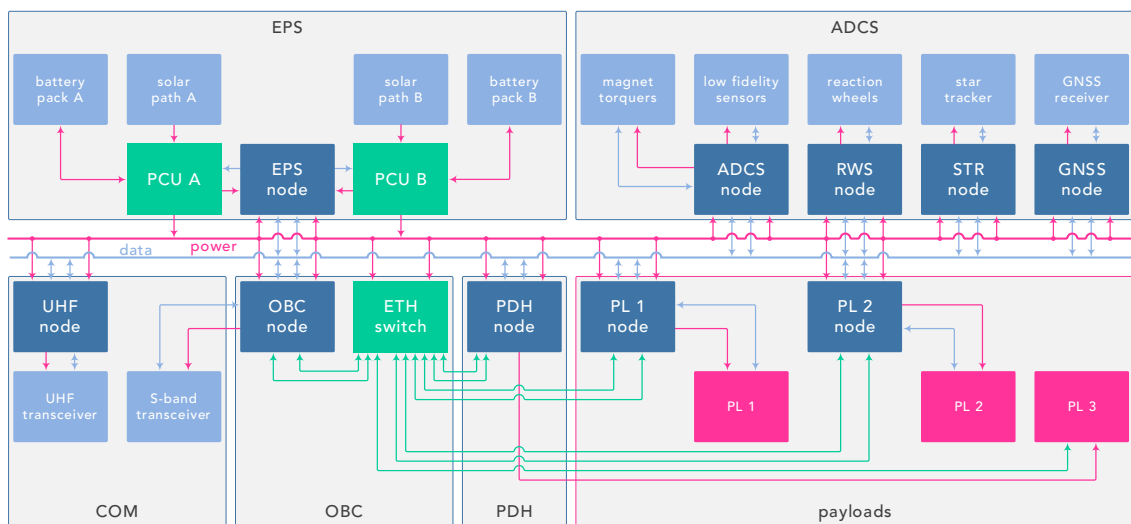 EPS
ADCS
battery
pack A
solar
path A
solar
path B
battery
pack B
magnet
torquers
low fidelity
sensors
reaction
wheels
star
tracker
GNSS
receiver
PCU A
EPS
node
PCU B
ADCS
node
RWS
node
STR
node
GNSS
node
data
power
UHF
node
OBC
node
ETH
switch
PDH
node
PL 1
node
PL 2
node
UHF
transceiver
S-band
transceiver
PL 1
PL 2
PL 3
COM
OBC
PDH
payloads